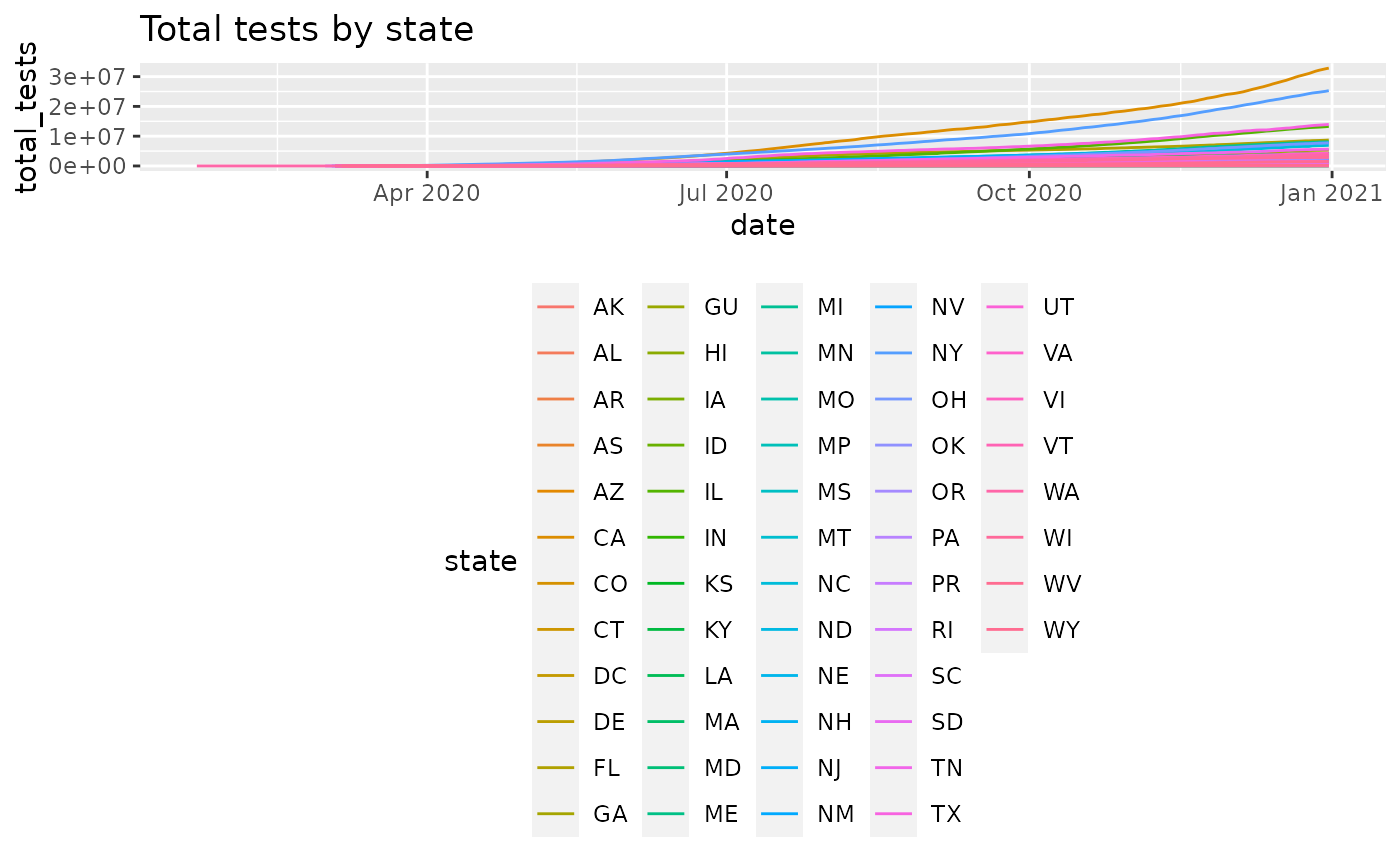 Total tests by state
total_tests
3e+07
2e+07
1e+07
0e+00
Apr 2020 Jul 2020 Oct 2020 Jan 2021
date
state
AK GU MI NV UT
AL HI MN NY VA
AR IA MO OH VI
AS ID MP OK VT
AZ IL MS OR WA
CA IN MT PA WI
CO KS NC PR WV
CT KY ND RI WY
DC LA NE SC
DE MA NH SD
FL MD NJ TN
GA ME NM TX